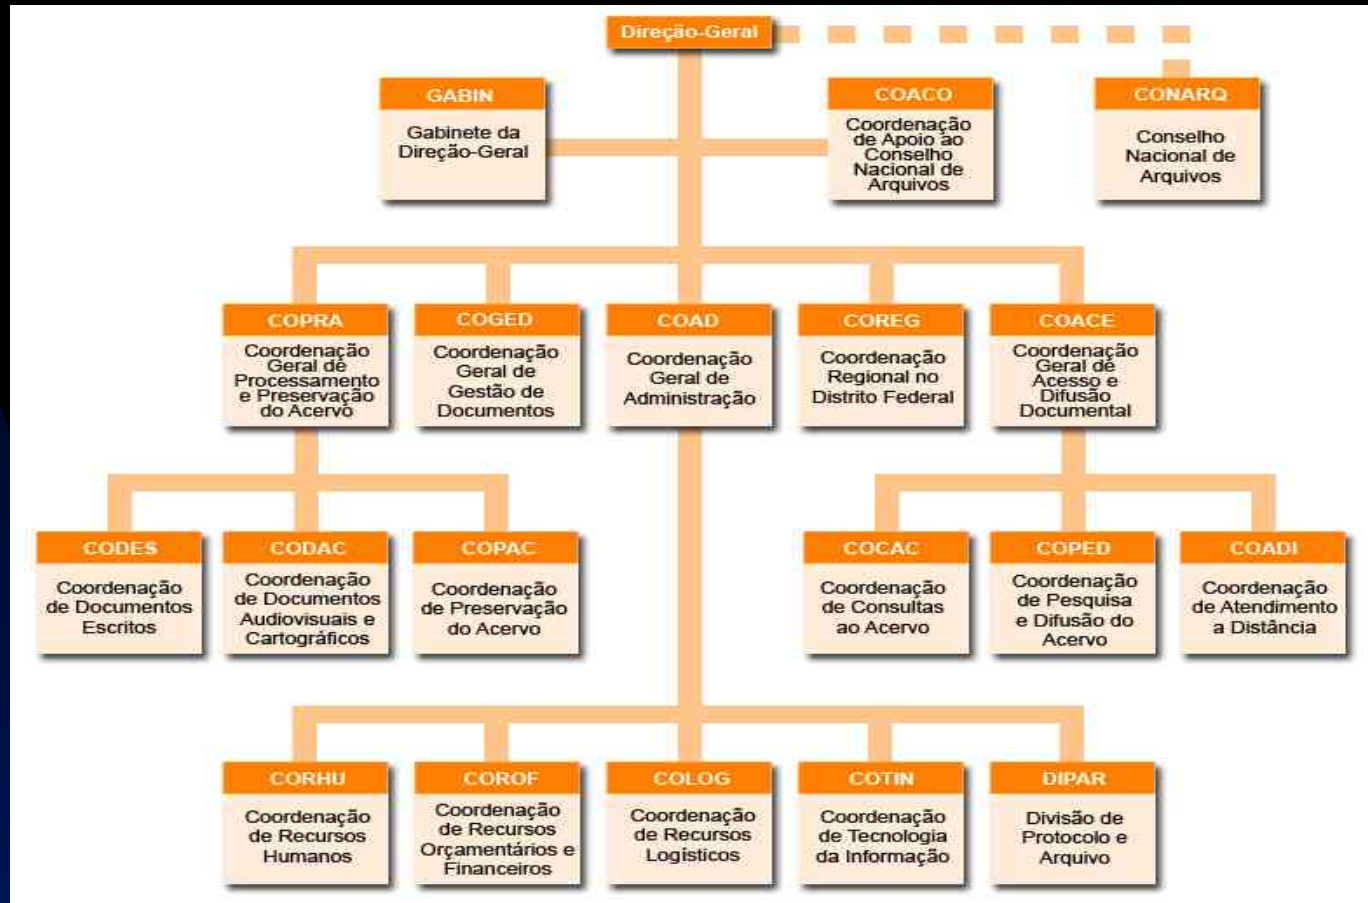 Direção-Geral
GABIN
Gabinete da
Direção-Geral
COACO
Coordenação
de Apoio ao
Conselho
Nacional de
Arquivos
CONARQ
Conselho
Nacional de
Arquivos
COPRA
Coordenação
Geral de
Processamento
e Preservação
do Acervo
COGED
Coordenação
Geral de
Gestão de
Documentos
COAD
Coordenação
Geral de
Administração
COREG
Coordenação
Regional no
Distrito Federal
COACE
Coordenação
Geral de
Acesso e
Difusão
Documental
CODES
Coordenação
de Documentos
Escritos
CODAC
Coordenação
de Documentos
Audiovisuais e
Cartográficos
COPAC
Coordenação
de Preservação
do Acervo
COCAC
Coordenação
de Consultas
ao Acervo
COPED
Coordenação
de Pesquisa
e Difusão do
Acervo
COADI
Coordenação
de Atendimento
a Distância
CORHU
Coordenação
de Recursos
Humanos
COROF
Coordenação
de Recursos
Orçamentários e
Financeiros
COLOG
Coordenação
de Recursos
Logísticos
COTIN
Coordenação
de Tecnologia
da Informação
DIPAR
Divisão de
Protocolo e
Arquivo